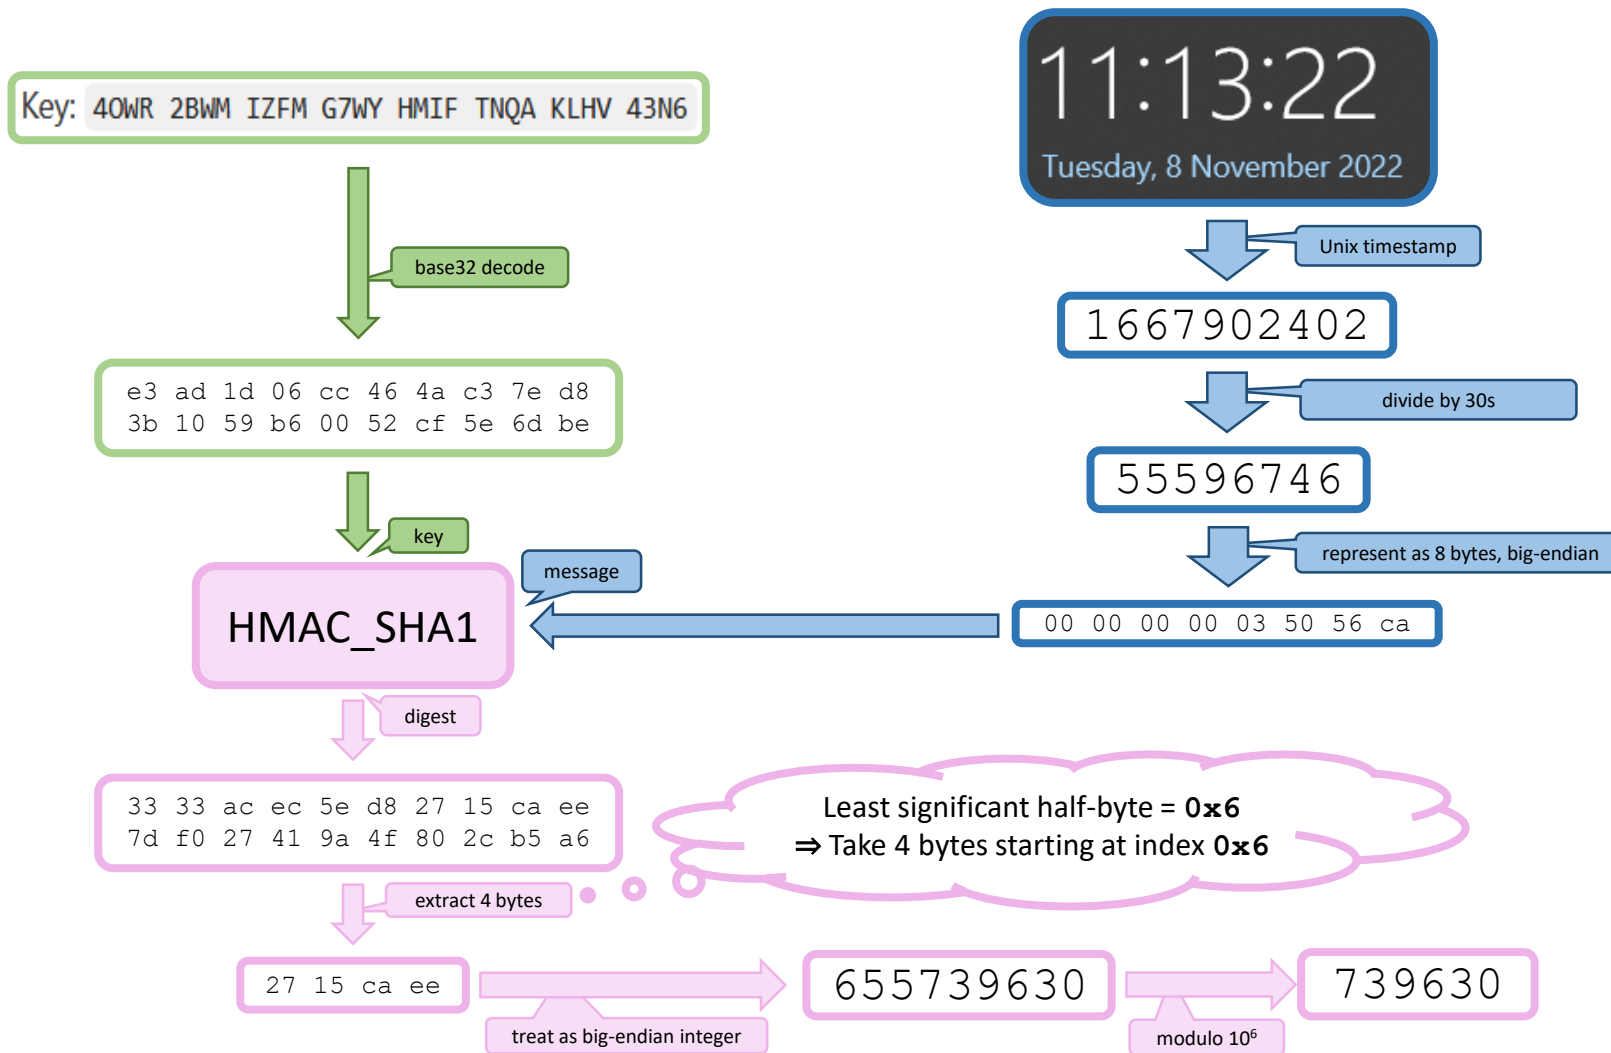 Key: 4OWR 2BWM IZFM G7WY HMIF TNQA KLHV 43N6
base32 decode
e3 ad 1d 06 cc 46 4a c3 7e d8
3b 10 59 b6 00 52 cf 5e 6d be
key
11:13:22
Tuesday, 8 November 2022
Unix timestamp
1667902402
divide by 30s
55596746
represent as 8 bytes, big-endian
00 00 00 00 03 50 56 ca
message
HMAC_SHA1
digest
33 33 ac ec 5e d8 27 15 ca ee
7d f0 27 41 9a 4f 80 2c b5 a6
Least significant half-byte = 0x6
⇒ Take 4 bytes starting at index 0x6
extract 4 bytes
27 15 ca ee
treat as big-endian integer
655739630
modulo 10⁶
739630